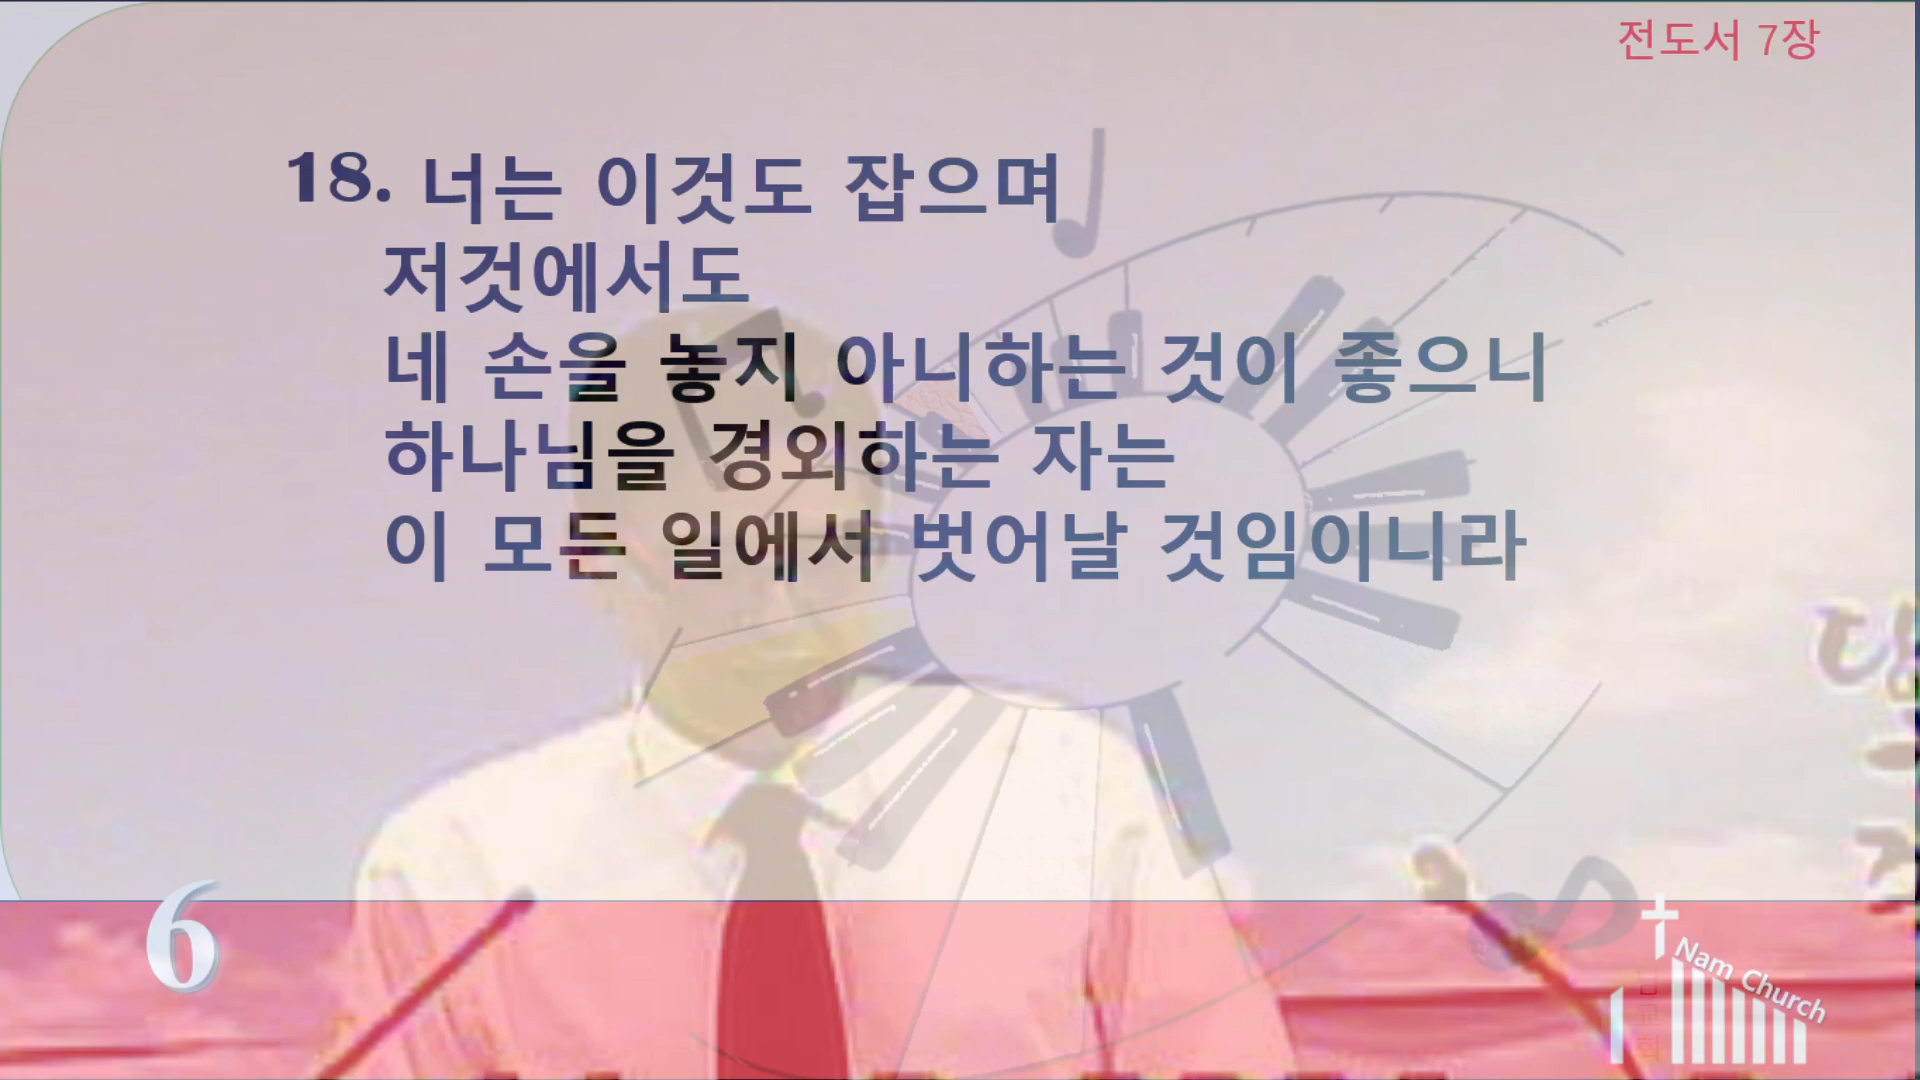 전도서 7장
18. 너는 이것도 잡으며
저것에서도
네 손을 놓지 아니하는 것이 좋으니
하나님을 경외하는 자는
이 모든 일에서 벗어날 것임이니라
6
Nam Church